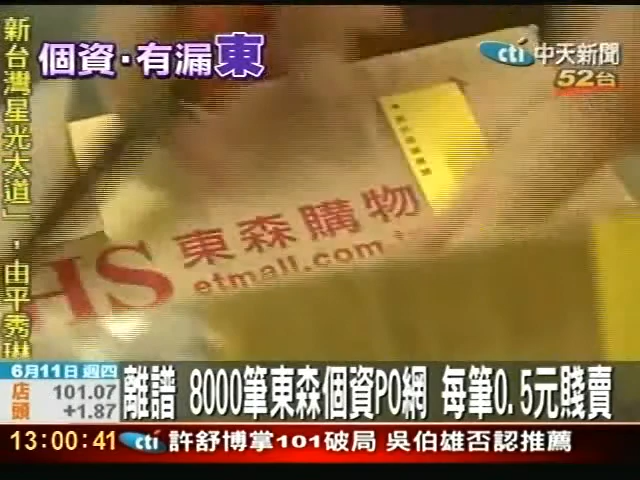 個資．有漏東
cti 中天新聞
52台
新台灣星光大道」，由平秀琳
HS 東森購物
etmall.com
6月11日 週四
店頭 101.07
+1.87
離譜 8000筆東森個資PO網 每筆0.5元賤賣
13:00:41 cti 許舒博掌101破局 吳伯雄否認推薦